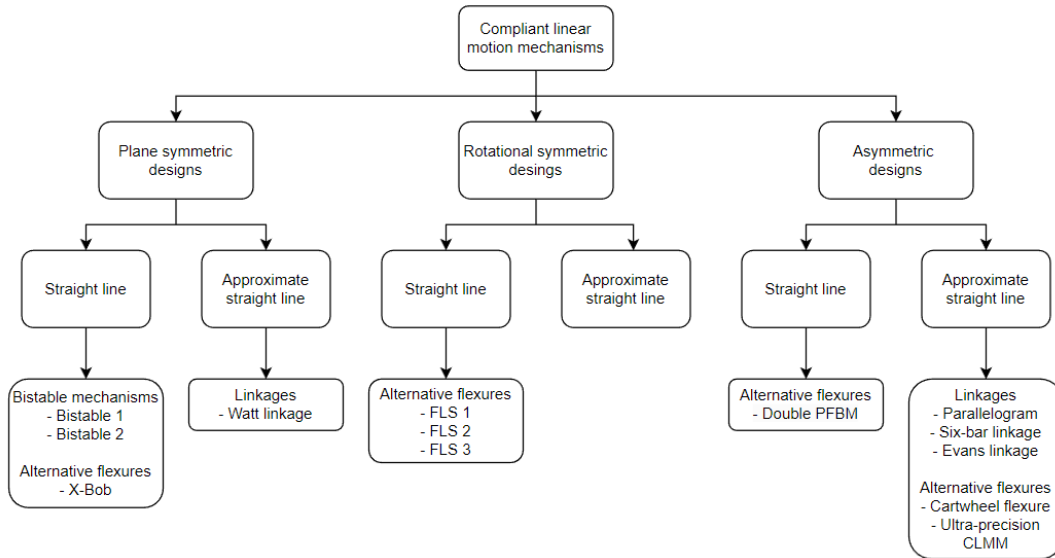 Compliant linear
motion mechanisms
Plane symmetric
designs
Rotational symmetric
desings
Asymmetric
designs
Straight line
Approximate
straight line
Straight line
Approximate
straight line
Straight line
Approximate
straight line
Bistable mechanisms
- Bistable 1
- Bistable 2
Alternative flexures
- X-Bob
Linkages
- Watt linkage
Alternative flexures
- FLS 1
- FLS 2
- FLS 3
Alternative flexures
- Double PFBM
Linkages
- Parallelogram
- Six-bar linkage
- Evans linkage
Alternative flexures
- Cartwheel flexure
- Ultra-precision
CLMM